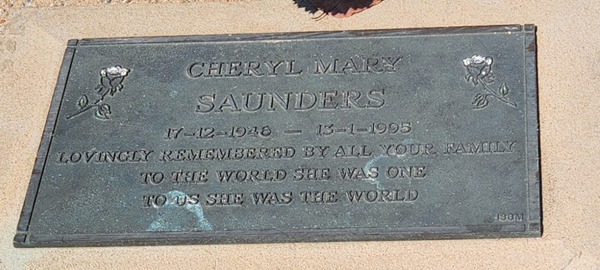 CHERYL MARY
SAUNDERS
17-12-1948 - 13-1-1995
LOVINGLY REMEMBERED BY ALL YOUR FAMILY
TO THE WORLD SHE WAS ONE
TO US SHE WAS THE WORLD